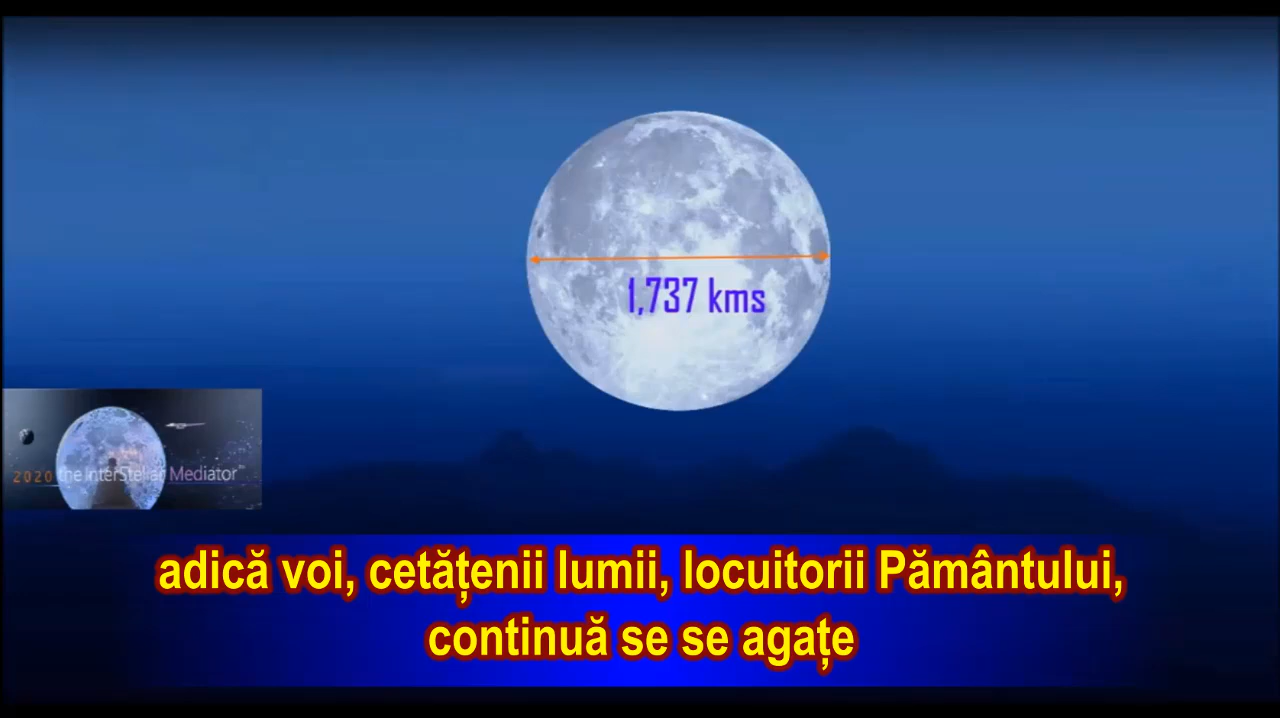 1,737 kms
2020 the InterStellar Mediator
adică voi, cetățenii lumii, locuitorii Pământului,
continuă se se agațe